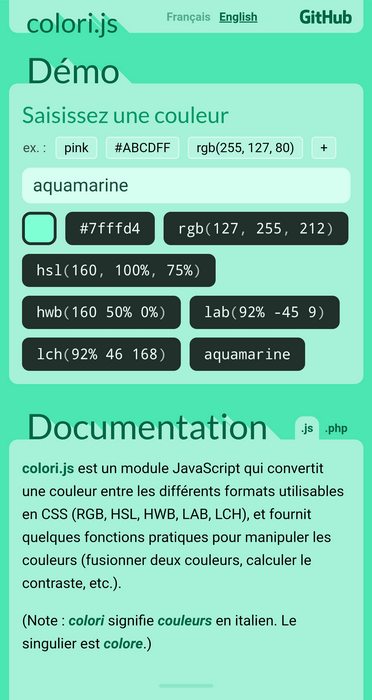 colori.js Français English GitHub
Démo
Saisissez une couleur
ex. : pink #ABCDFF rgb(255, 127, 80) +
aquamarine
#7fffd4 rgb(127, 255, 212)
hsl(160, 100%, 75%)
hwb(160 50% 0%) lab(92% -45 9)
lch(92% 46 168) aquamarine
Documentation .js .php
colori.js est un module JavaScript qui convertit
une couleur entre les différents formats utilisables
en CSS (RGB, HSL, HWB, LAB, LCH), et fournit
quelques fonctions pratiques pour manipuler les
couleurs (fusionner deux couleurs, calculer le
contraste, etc.).
(Note : colori signifie couleurs en italien. Le
singulier est colore.)